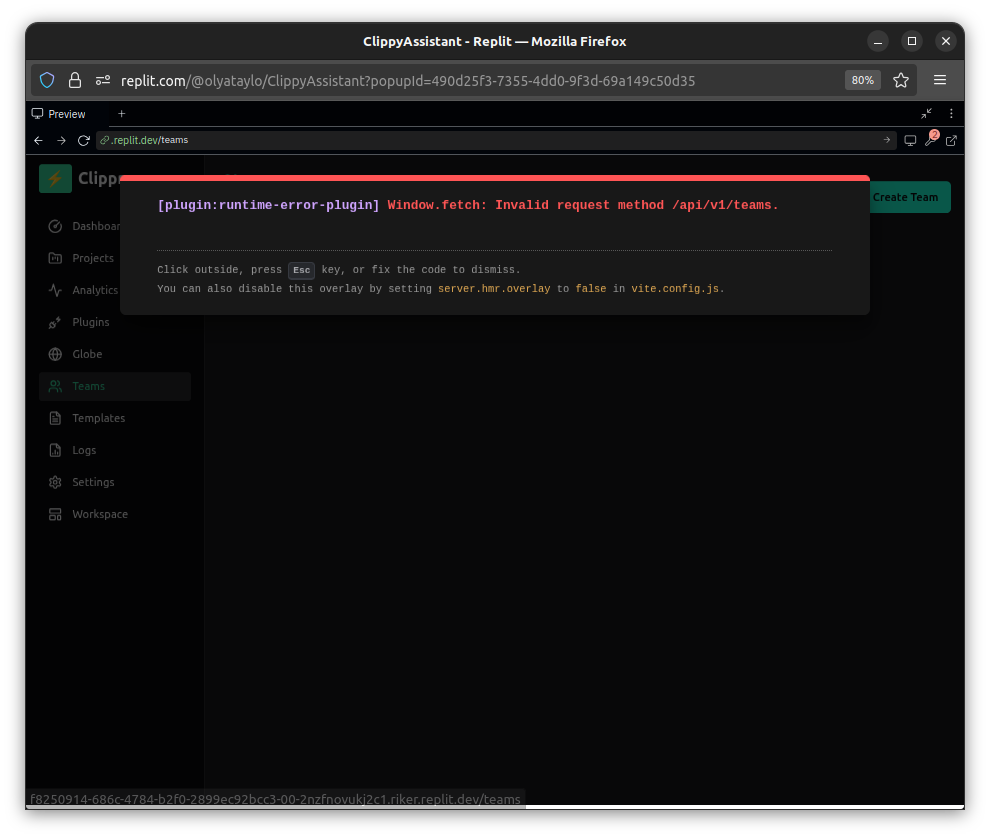 ClippyAssistant - Replit — Mozilla Firefox
replit.com/@olyataylo/ClippyAssistant?popupId=490d25f3-7355-4dd0-9f3d-69a149c50d35
80%
Preview
+
.replit.dev/teams
2
Clipp
Create Team
[plugin:runtime-error-plugin] Window.fetch: Invalid request method /api/v1/teams.
Click outside, press Esc key, or fix the code to dismiss.
You can also disable this overlay by setting server.hmr.overlay to false in vite.config.js.
Dashboar
Projects
Analytics
Plugins
Globe
Teams
Templates
Logs
Settings
Workspace
f8250914-686c-4784-b2f0-2899ec92bcc3-00-2nzfnovukj2c1.riker.replit.dev/teams